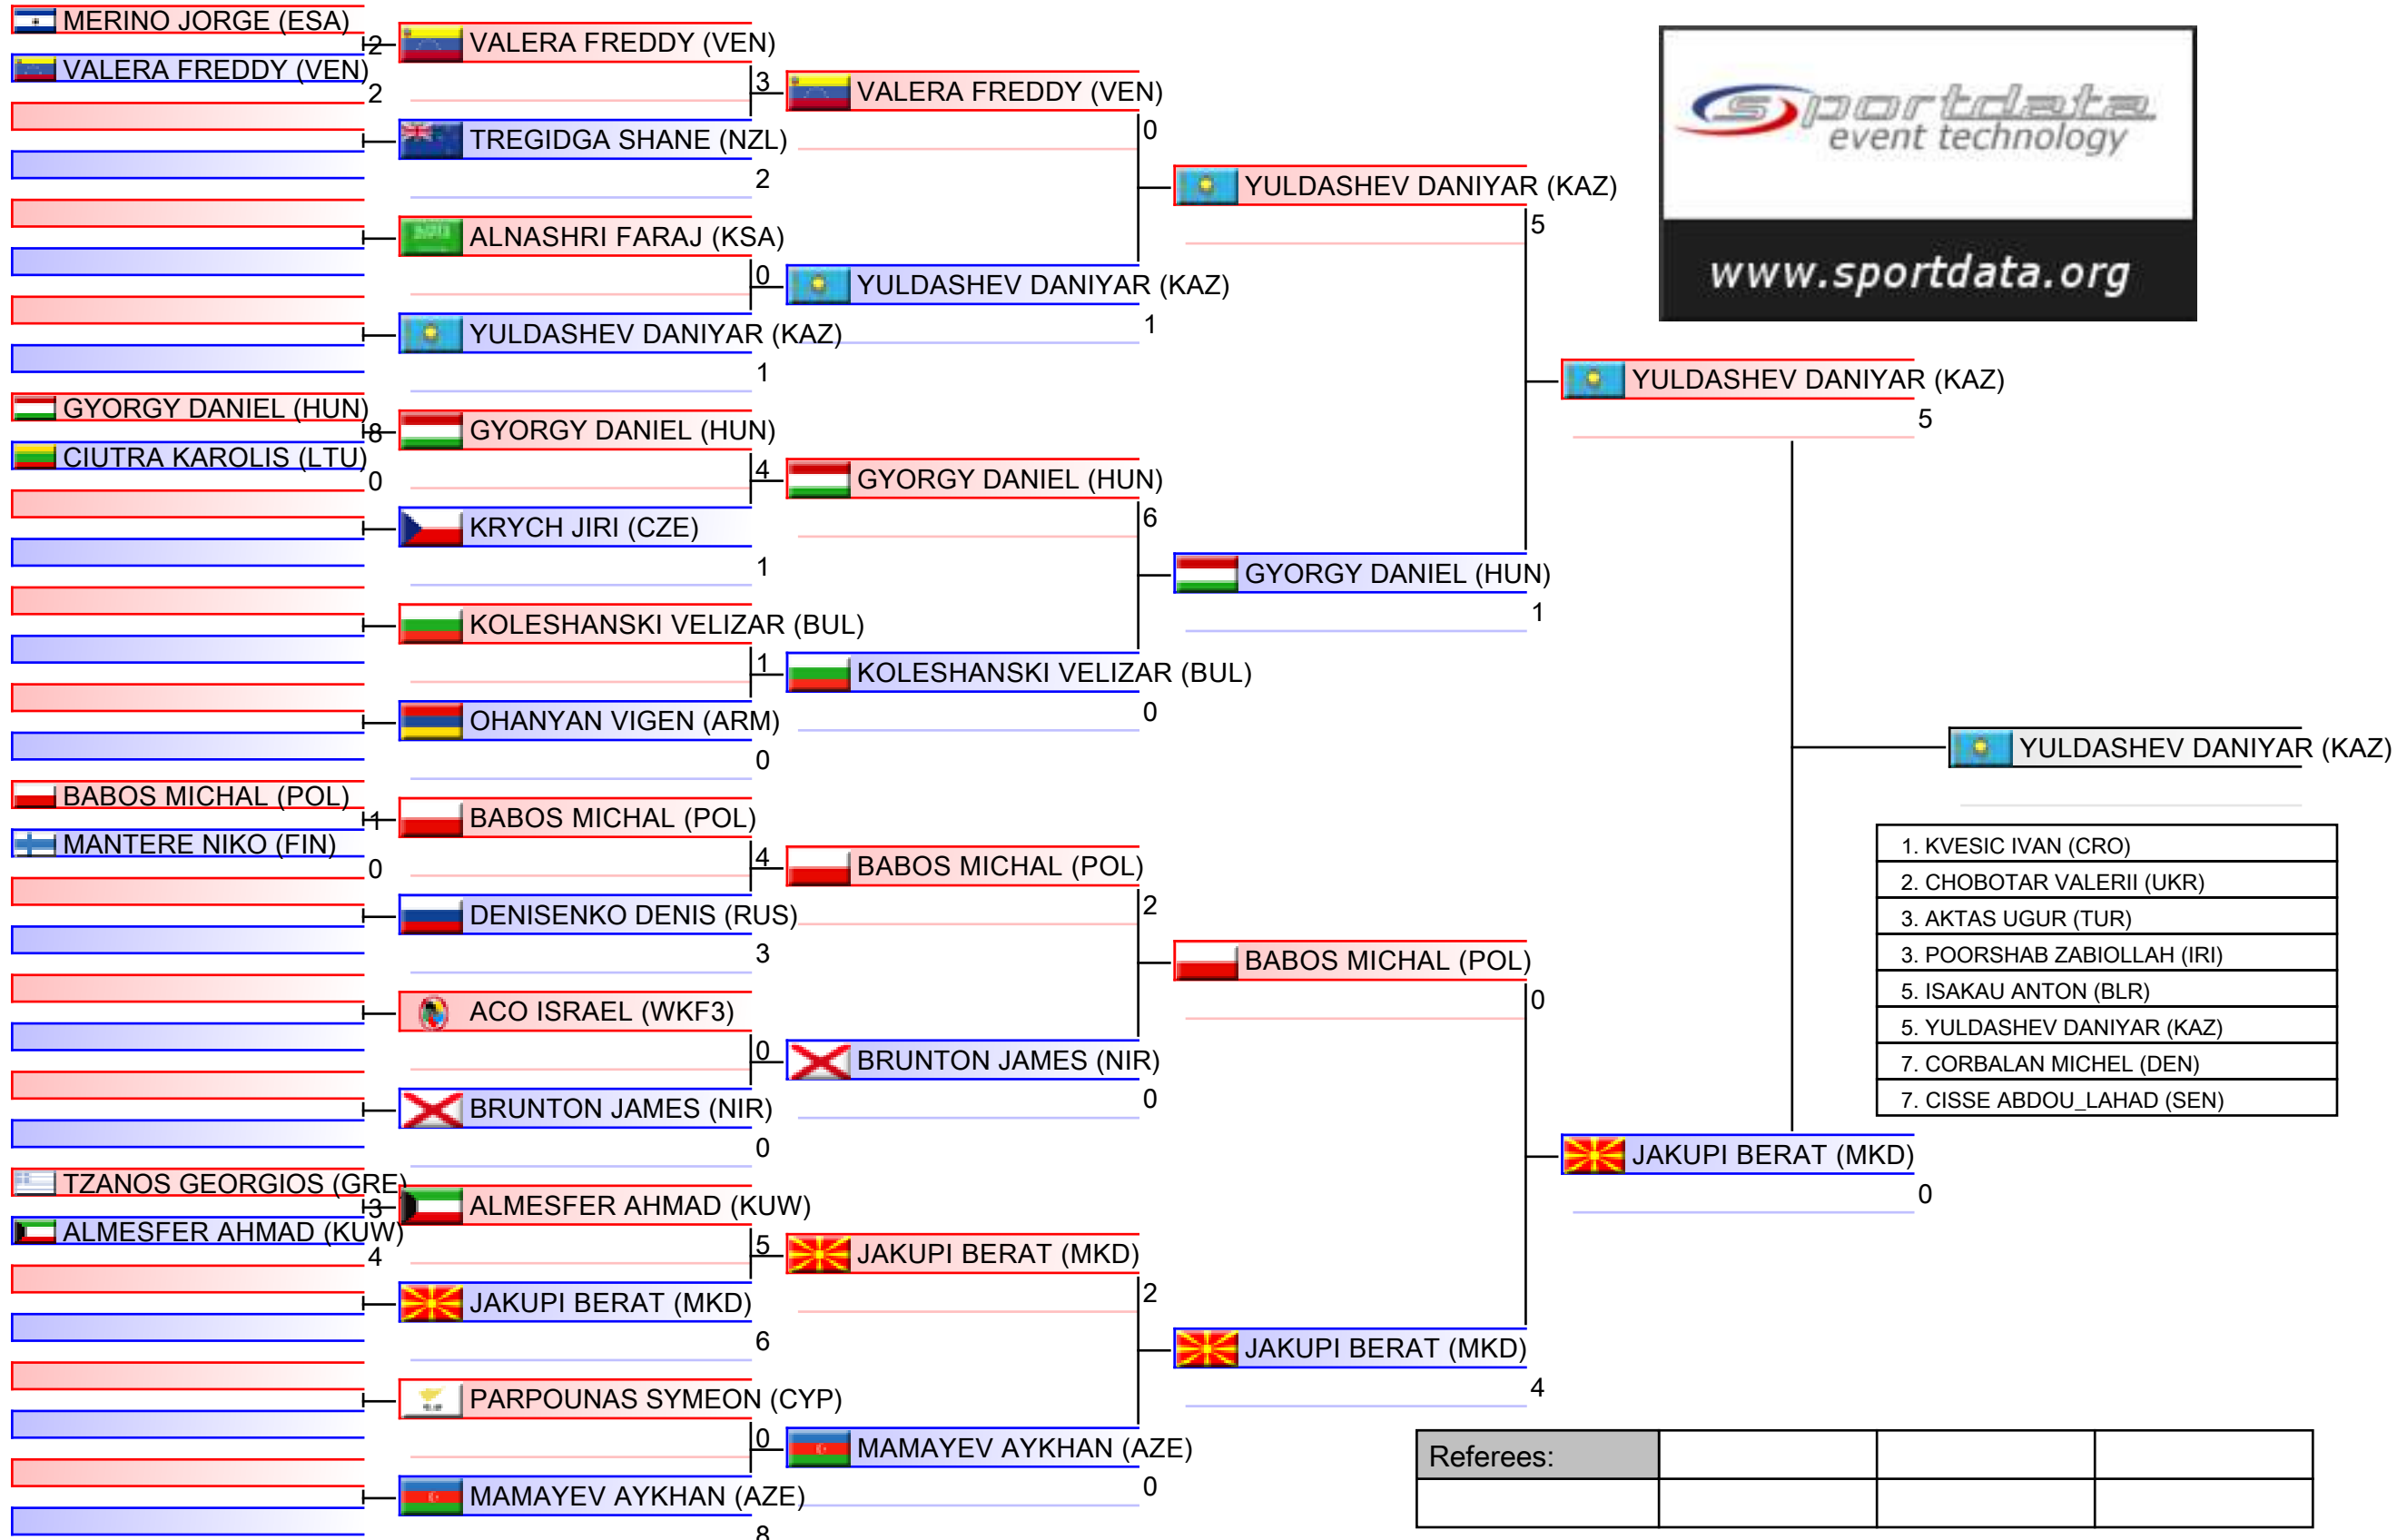 MERINO JORGE (ESA)
2
VALERA FREDDY (VEN)
2
GYORGY DANIEL (HUN)
8
CIUTRA KAROLIS (LTU)
0
BABOS MICHAL (POL)
1
MANTERE NIKO (FIN)
0
TZANOS GEORGIOS (GRE)
3
ALMESFER AHMAD (KUW)
4
VALERA FREDDY (VEN)
3
TREGIDGA SHANE (NZL)
2
ALNASHRI FARAJ (KSA)
0
YULDASHEV DANIYAR (KAZ)
1
GYORGY DANIEL (HUN)
4
KRYCH JIRI (CZE)
1
KOLESHANSKI VELIZAR (BUL)
1
OHANYAN VIGEN (ARM)
0
BABOS MICHAL (POL)
4
DENISENKO DENIS (RUS)
3
ACO ISRAEL (WKF3)
0
BRUNTON JAMES (NIR)
0
ALMESFER AHMAD (KUW)
5
JAKUPI BERAT (MKD)
6
PARPOUNAS SYMEON (CYP)
0
MAMAYEV AYKHAN (AZE)
8
VALERA FREDDY (VEN)
0
YULDASHEV DANIYAR (KAZ)
1
GYORGY DANIEL (HUN)
6
KOLESHANSKI VELIZAR (BUL)
0
BABOS MICHAL (POL)
2
BRUNTON JAMES (NIR)
0
JAKUPI BERAT (MKD)
2
MAMAYEV AYKHAN (AZE)
0
YULDASHEV DANIYAR (KAZ)
5
GYORGY DANIEL (HUN)
1
BABOS MICHAL (POL)
0
JAKUPI BERAT (MKD)
4
YULDASHEV DANIYAR (KAZ)
5
JAKUPI BERAT (MKD)
0
YULDASHEV DANIYAR (KAZ)
sportdata
event technology
www.sportdata.org
1. KVESIC IVAN (CRO)
2. CHOBOTAR VALERII (UKR)
3. AKTAS UGUR (TUR)
3. POORSHAB ZABIOLLAH (IRI)
5. ISAKAU ANTON (BLR)
5. YULDASHEV DANIYAR (KAZ)
7. CORBALAN MICHEL (DEN)
7. CISSE ABDOU_LAHAD (SEN)
Referees: